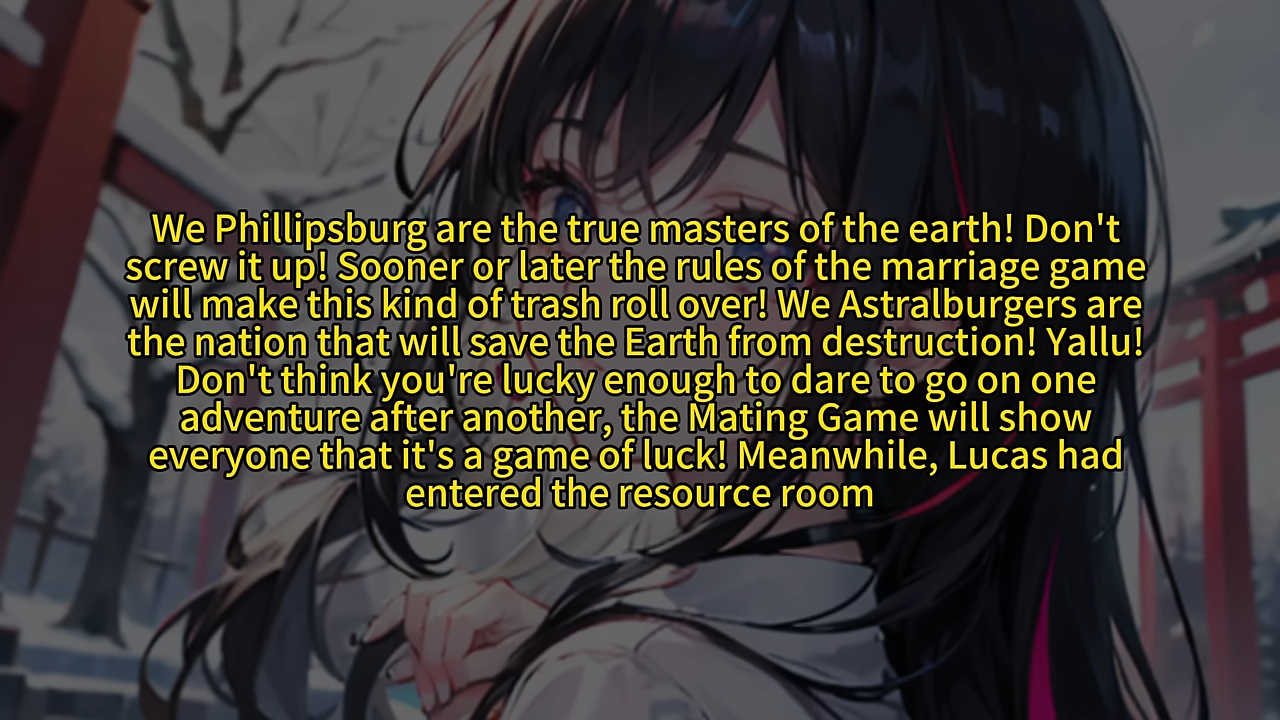 We Phillipsburg are the true masters of the earth! Don't
screw it up! Sooner or later the rules of the marriage game
will make this kind of trash roll over! We Astralburgers are
the nation that will save the Earth from destruction! Yallu!
Don't think you're lucky enough to dare to go on one
adventure after another, the Mating Game will show
everyone that it's a game of luck! Meanwhile, Lucas had
entered the resource room